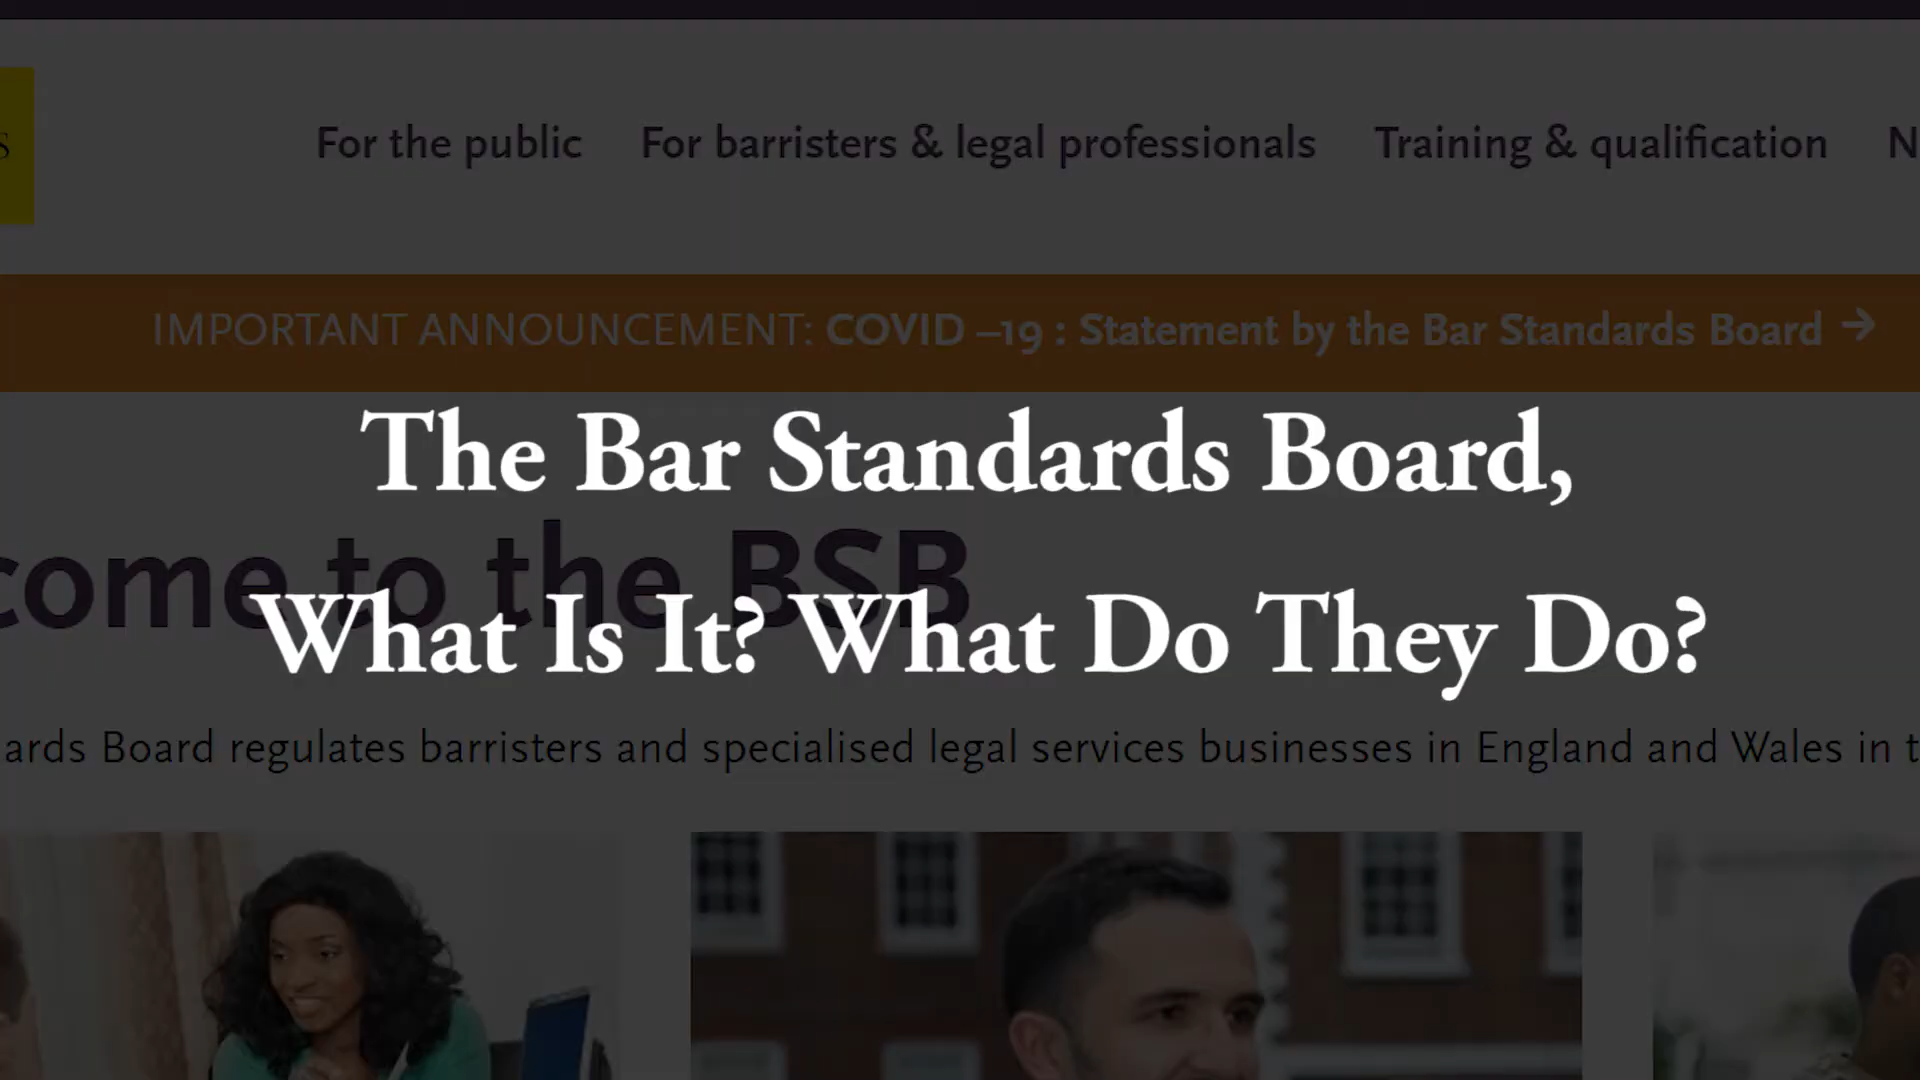 For the public For barristers & legal professionals Training & qualification
IMPORTANT ANNOUNCEMENT: COVID –19 : Statement by the Bar Standards Board →
The Bar Standards Board,
come to the BSB
What Is It? What Do They Do?
ards Board regulates barristers and specialised legal services businesses in England and Wales in t